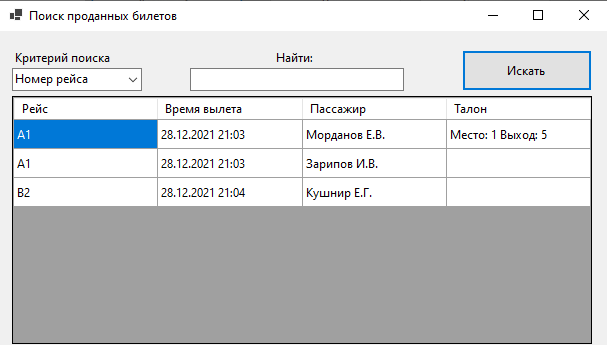 Поиск проданных билетов
Критерий поиска
Найти:
Номер рейса
Искать
Рейс Время вылета Пассажир Талон
A1 28.12.2021 21:03 Морданов Е.В. Место: 1 Выход: 5
A1 28.12.2021 21:03 Зарипов И.В.
B2 28.12.2021 21:04 Кушнир Е.Г.